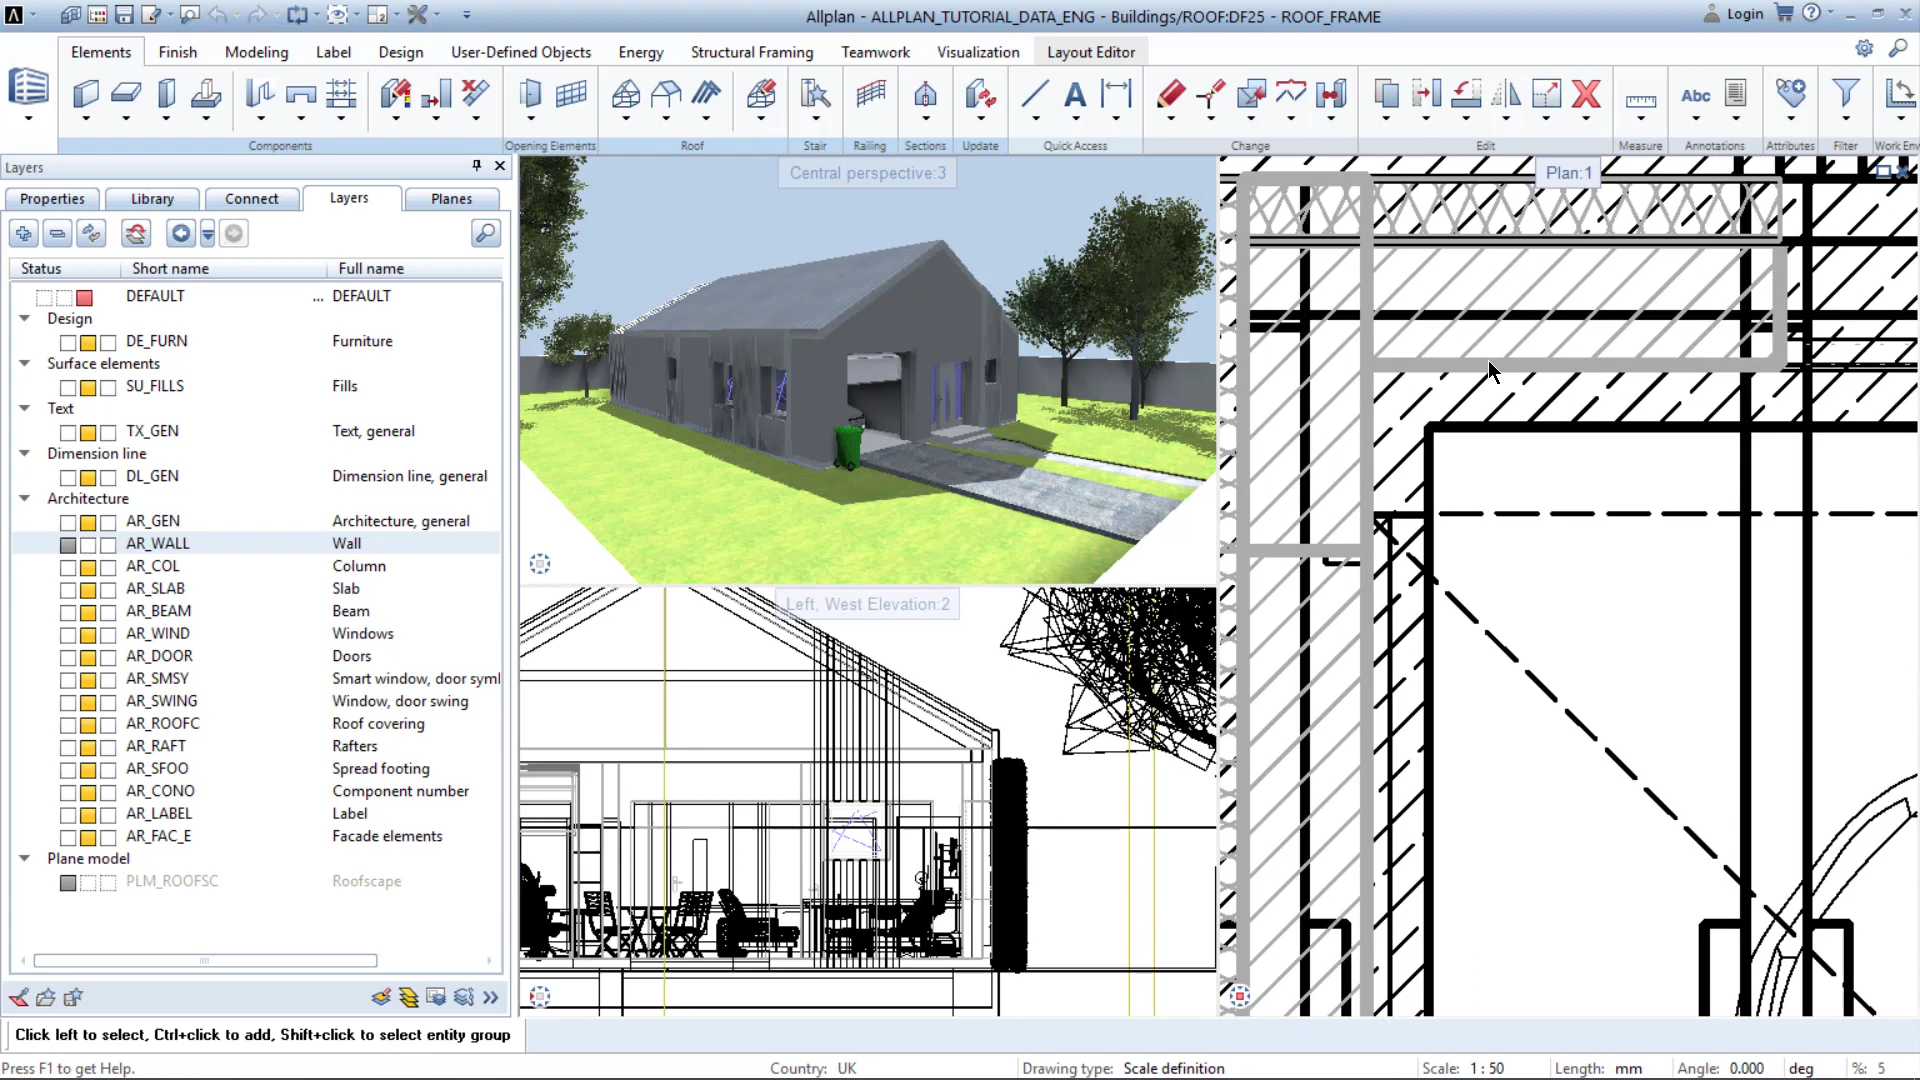 Allplan - ALLPLAN_TUTORIAL_DATA_ENG - Buildings/ROOF:DF25 - ROOF_FRAME
Login
Elements Finish Modeling Label Design User-Defined Objects Energy Structural Framing Teamwork Visualization Layout Editor
A Abc
Components Opening Elements Roof Stair Railing Sections Update Quick Access Change Edit Measure Annotations Attributes Filter Work Env
Layers
Properties Library Connect Layers Planes
Status Short name Full name
DEFAULT ... DEFAULT
Design
DE_FURN Furniture
Surface elements
SU_FILLS Fills
Text
TX_GEN Text, general
Dimension line
DL_GEN Dimension line, general
Architecture
AR_GEN Architecture, general
AR_WALL Wall
AR_COL Column
AR_SLAB Slab
AR_BEAM Beam
AR_WIND Windows
AR_DOOR Doors
AR_SMSY Smart window, door syml
AR_SWING Window, door swing
AR_ROOFC Roof covering
AR_RAFT Rafters
AR_SFOO Spread footing
AR_CONO Component number
AR_LABEL Label
AR_FAC_E Facade elements
Plane model
PLM_ROOFSC Roofscape
Central perspective:3
Plan:1
Left, West Elevation:2
Click left to select, Ctrl+click to add, Shift+click to select entity group
Press F1 to get Help.
Country: UK
Drawing type: Scale definition
Scale: 1 : 50
Length: mm
Angle: 0.000 deg
%: 5